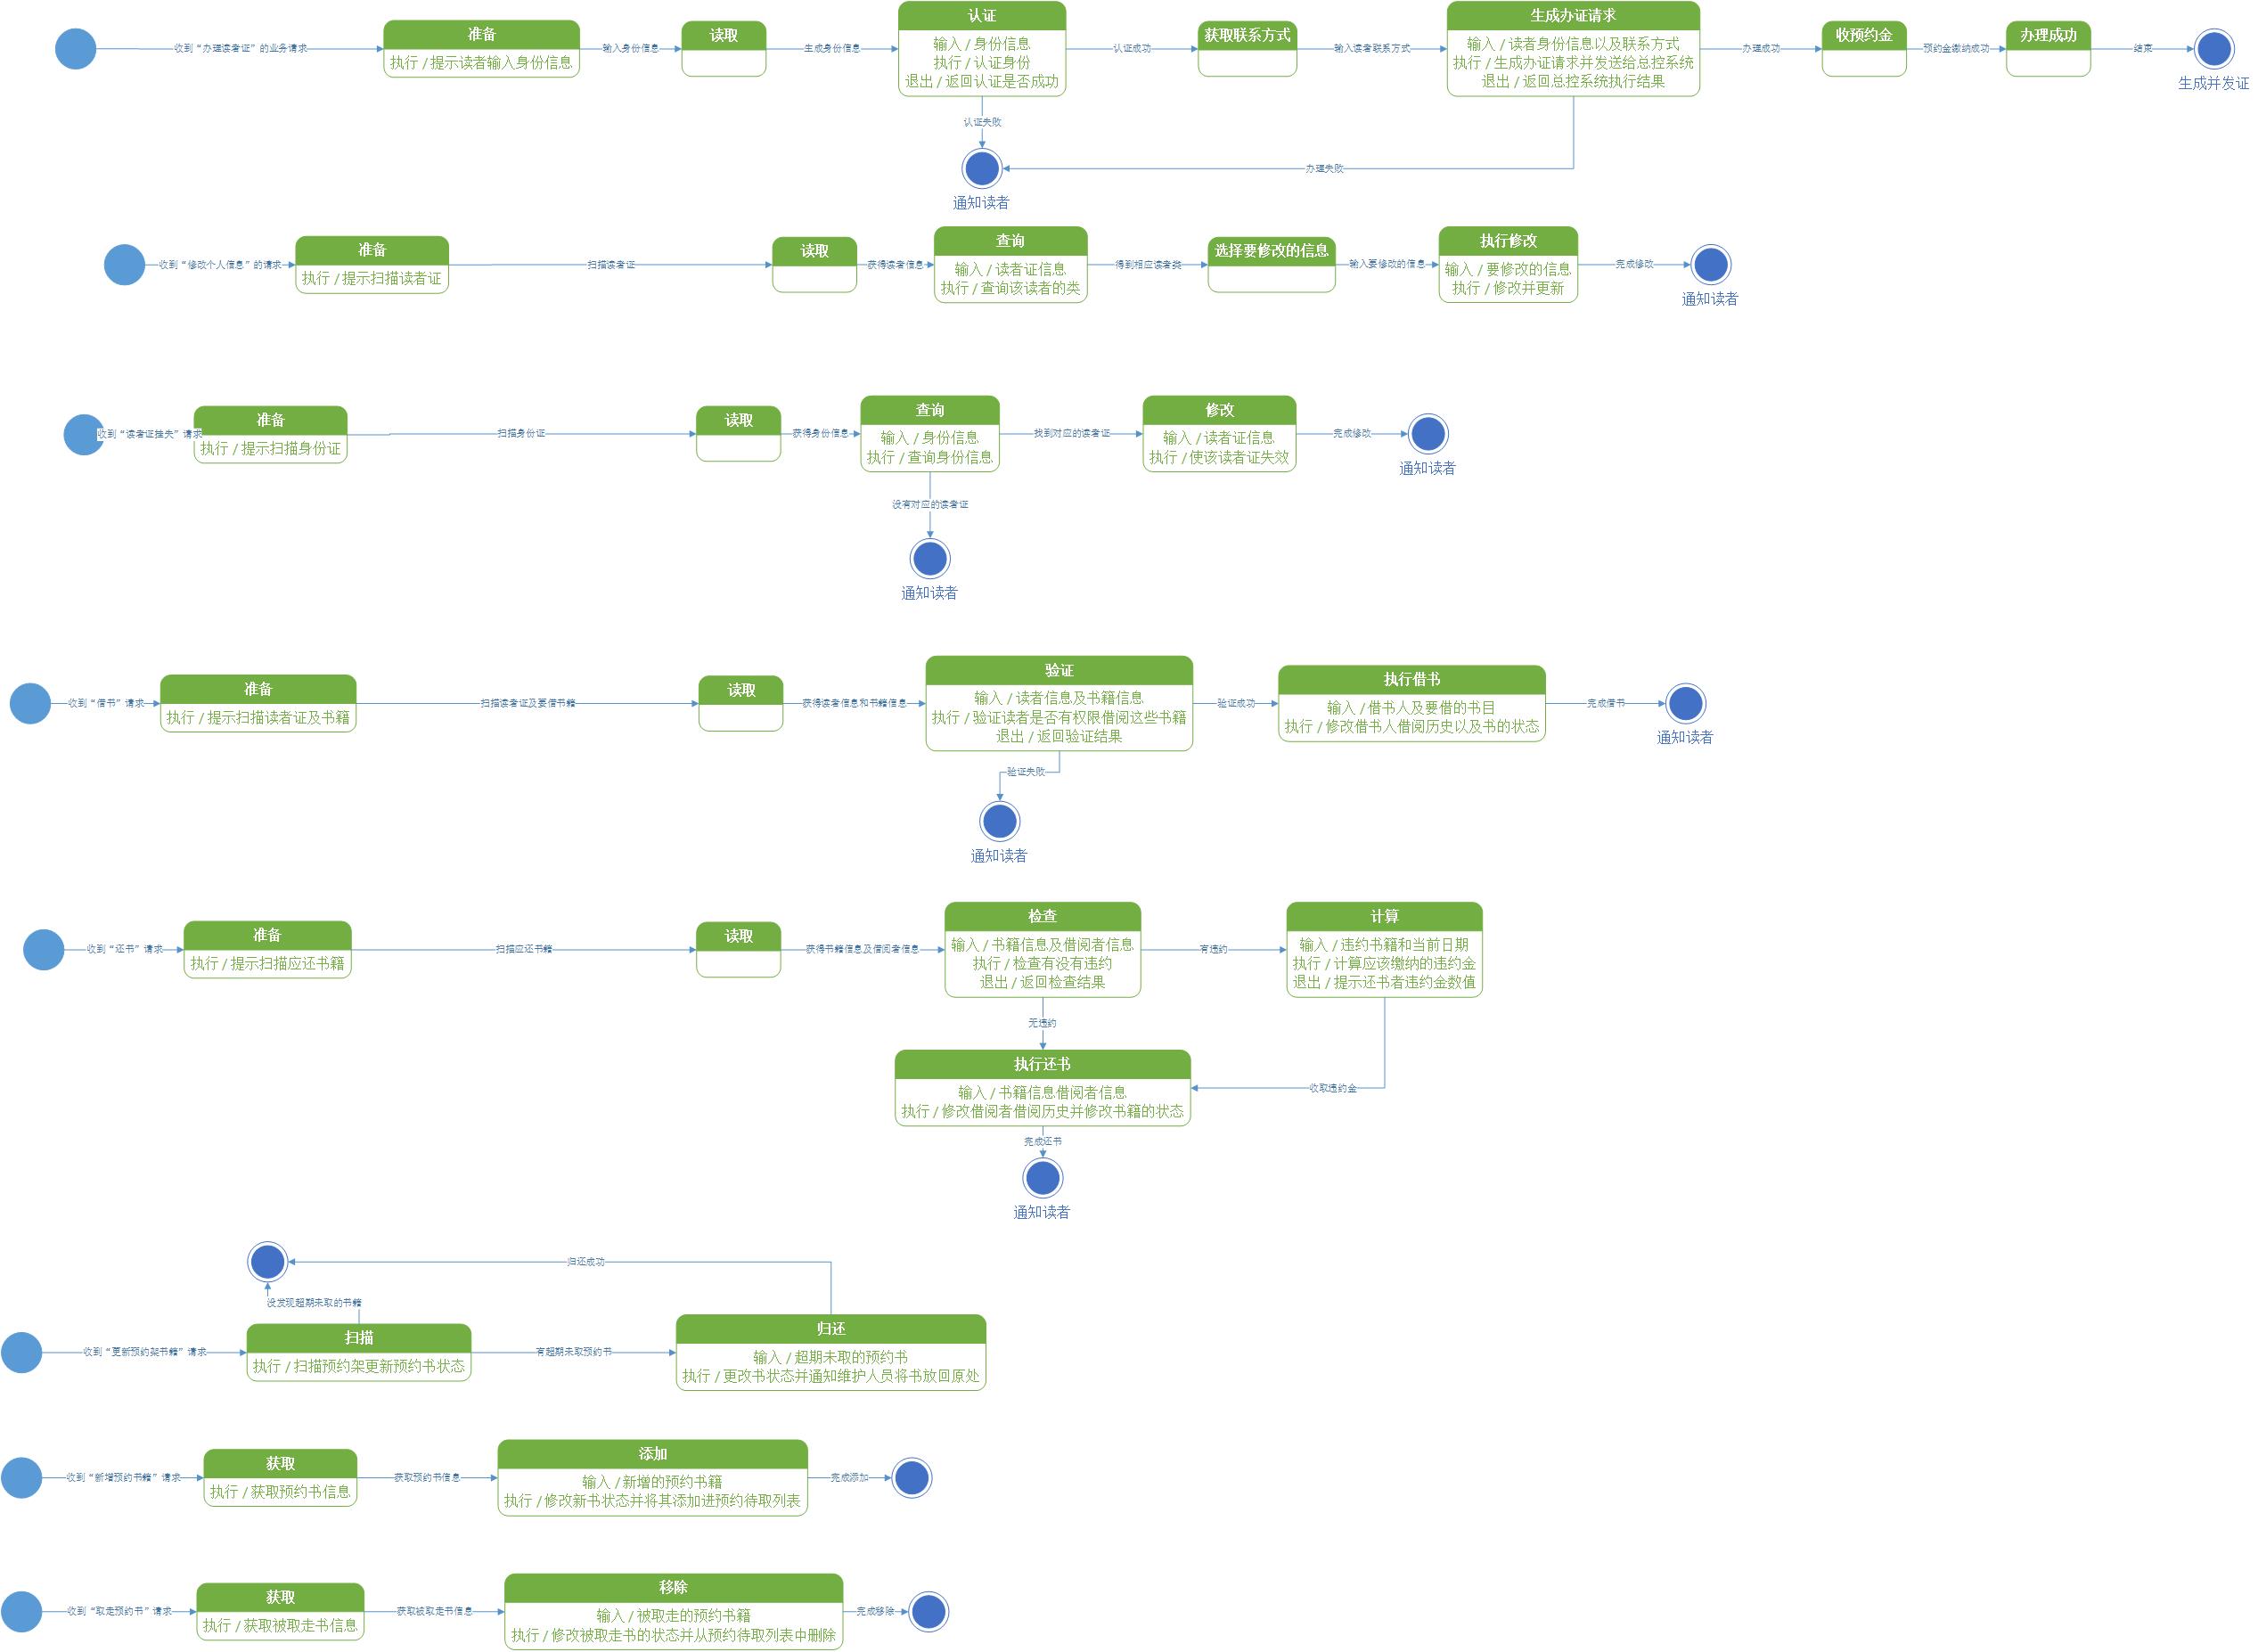 收到“办理读者证”的业务请求
准备
执行 / 提示读者输入身份信息
输入身份信息
读取
生成身份信息
认证
输入 / 身份信息
执行 / 认证身份
退出 / 返回认证是否成功
认证成功
获取联系方式
输入读者联系方式
生成办证请求
输入 / 读者身份信息以及联系方式
执行 / 生成办证请求并发送给总控系统
退出 / 返回总控系统执行结果
办理成功
收预约金
预约金缴纳成功
办理成功
结束
生成并发证
认证失败
办理失败
通知读者
收到“修改个人信息”的请求
准备
执行 / 提示扫描读者证
扫描读者证
读取
获得读者信息
查询
输入 / 读者证信息
执行 / 查询该读者的类
得到相应读者类
选择要修改的信息
输入要修改的信息
执行修改
输入 / 要修改的信息
执行 / 修改并更新
完成修改
通知读者
收到“读者证挂失”请求
准备
执行 / 提示扫描身份证
扫描身份证
读取
获得身份信息
查询
输入 / 身份信息
执行 / 查询身份信息
找到对应的读者证
修改
输入 / 读者证信息
执行 / 使该读者证失效
完成修改
通知读者
没有对应的读者证
通知读者
收到“借书”请求
准备
执行 / 提示扫描读者证及书籍
扫描读者证及要借书籍
读取
获得读者信息和书籍信息
验证
输入 / 读者信息及书籍信息
执行 / 验证读者是否有权限借阅这些书籍
退出 / 返回验证结果
验证成功
执行借书
输入 / 借书人及要借的书目
执行 / 修改借书人借阅历史以及书的状态
完成借书
通知读者
验证失败
通知读者
收到“还书”请求
准备
执行 / 提示扫描应还书籍
扫描应还书籍
读取
获得书籍信息及借阅者信息
检查
输入 / 书籍信息及借阅者信息
执行 / 检查有没有违约
退出 / 返回检查结果
有违约
计算
输入 / 违约书籍和当前日期
执行 / 计算应该缴纳的违约金
退出 / 提示还书者违约金数值
无违约
执行还书
输入 / 书籍信息借阅者信息
执行 / 修改借阅者借阅历史并修改书籍的状态
收取违约金
完成还书
通知读者
归还成功
没发现超期未取的书籍
收到“更新预约架书籍”请求
扫描
执行 / 扫描预约架更新预约书状态
有超期未取预约书
归还
输入 / 超期未取的预约书
执行 / 更改书状态并通知维护人员将书放回原处
收到“新增预约书籍”请求
获取
执行 / 获取预约书信息
获取预约书信息
添加
输入 / 新增的预约书籍
执行 / 修改新书状态并将其添加进预约待取列表
完成添加
收到“取走预约书”请求
获取
执行 / 获取被取走书信息
获取被取走书信息
移除
输入 / 被取走的预约书籍
执行 / 修改被取走书的状态并从预约待取列表中删除
完成移除